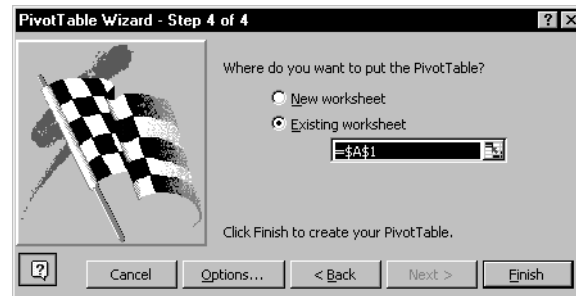 PivotTable Wizard - Step 4 of 4
Where do you want to put the PivotTable?
New worksheet
Existing worksheet
=$A$1
Click Finish to create your PivotTable.
Cancel Options... < Back Next > Finish